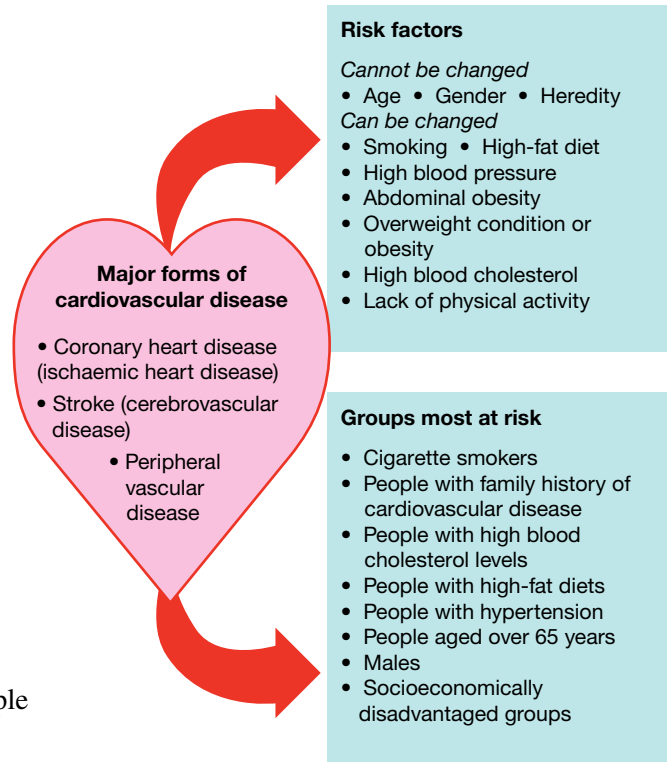 Risk factors
Cannot be changed
• Age • Gender • Heredity
Can be changed
• Smoking • High-fat diet
• High blood pressure
• Abdominal obesity
• Overweight condition or
obesity
• High blood cholesterol
• Lack of physical activity
Major forms of
cardiovascular disease
• Coronary heart disease
(ischaemic heart disease)
• Stroke (cerebrovascular
disease)
• Peripheral
vascular
disease
Groups most at risk
• Cigarette smokers
• People with family history of
cardiovascular disease
• People with high blood
cholesterol levels
• People with high-fat diets
• People with hypertension
• People aged over 65 years
• Males
• Socioeconomically
disadvantaged groups